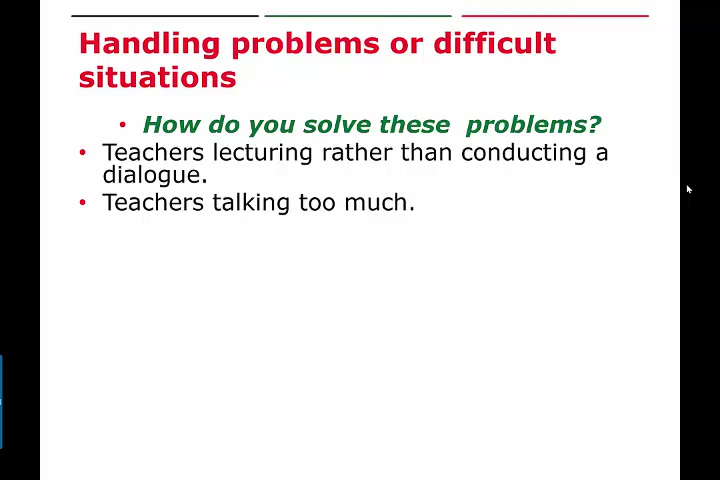 Handling problems or difficult
situations
• How do you solve these  problems?
• Teachers lecturing rather than conducting a
dialogue.
• Teachers talking too much.